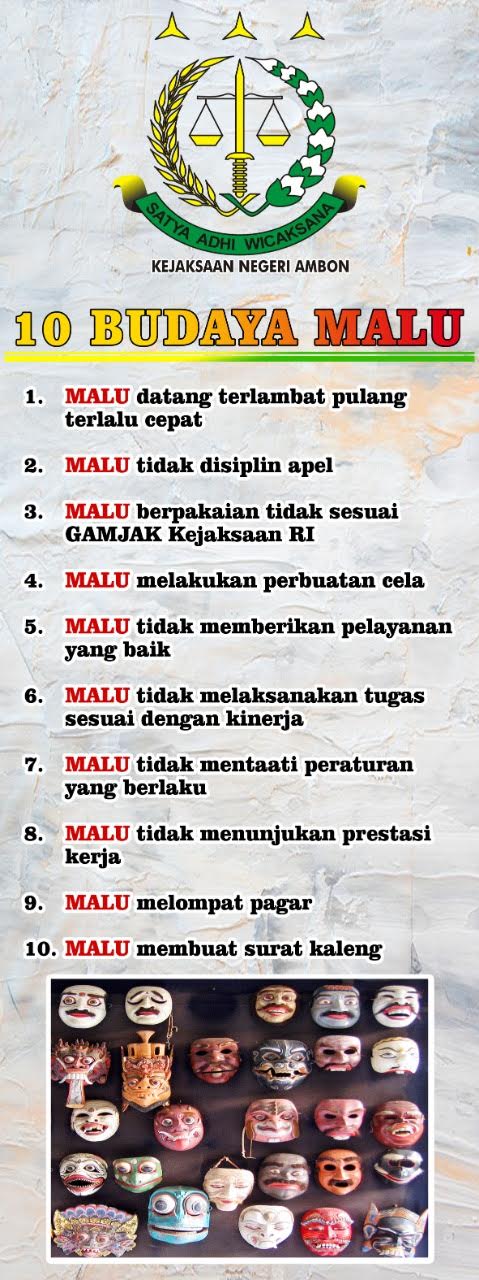 SATYA ADHI WICAKSANA
KEJAKSAAN NEGERI AMBON
10 BUDAYA MALU
1. MALU datang terlambat pulang
terlalu cepat
2. MALU tidak disiplin apel
3. MALU berpakaian tidak sesuai
GAMJAK Kejaksaan RI
4. MALU melakukan perbuatan cela
5. MALU tidak memberikan pelayanan
yang baik
6. MALU tidak melaksanakan tugas
sesuai dengan kinerja
7. MALU tidak mentaati peraturan
yang berlaku
8. MALU tidak menunjukan prestasi
kerja
9. MALU melompat pagar
10. MALU membuat surat kaleng